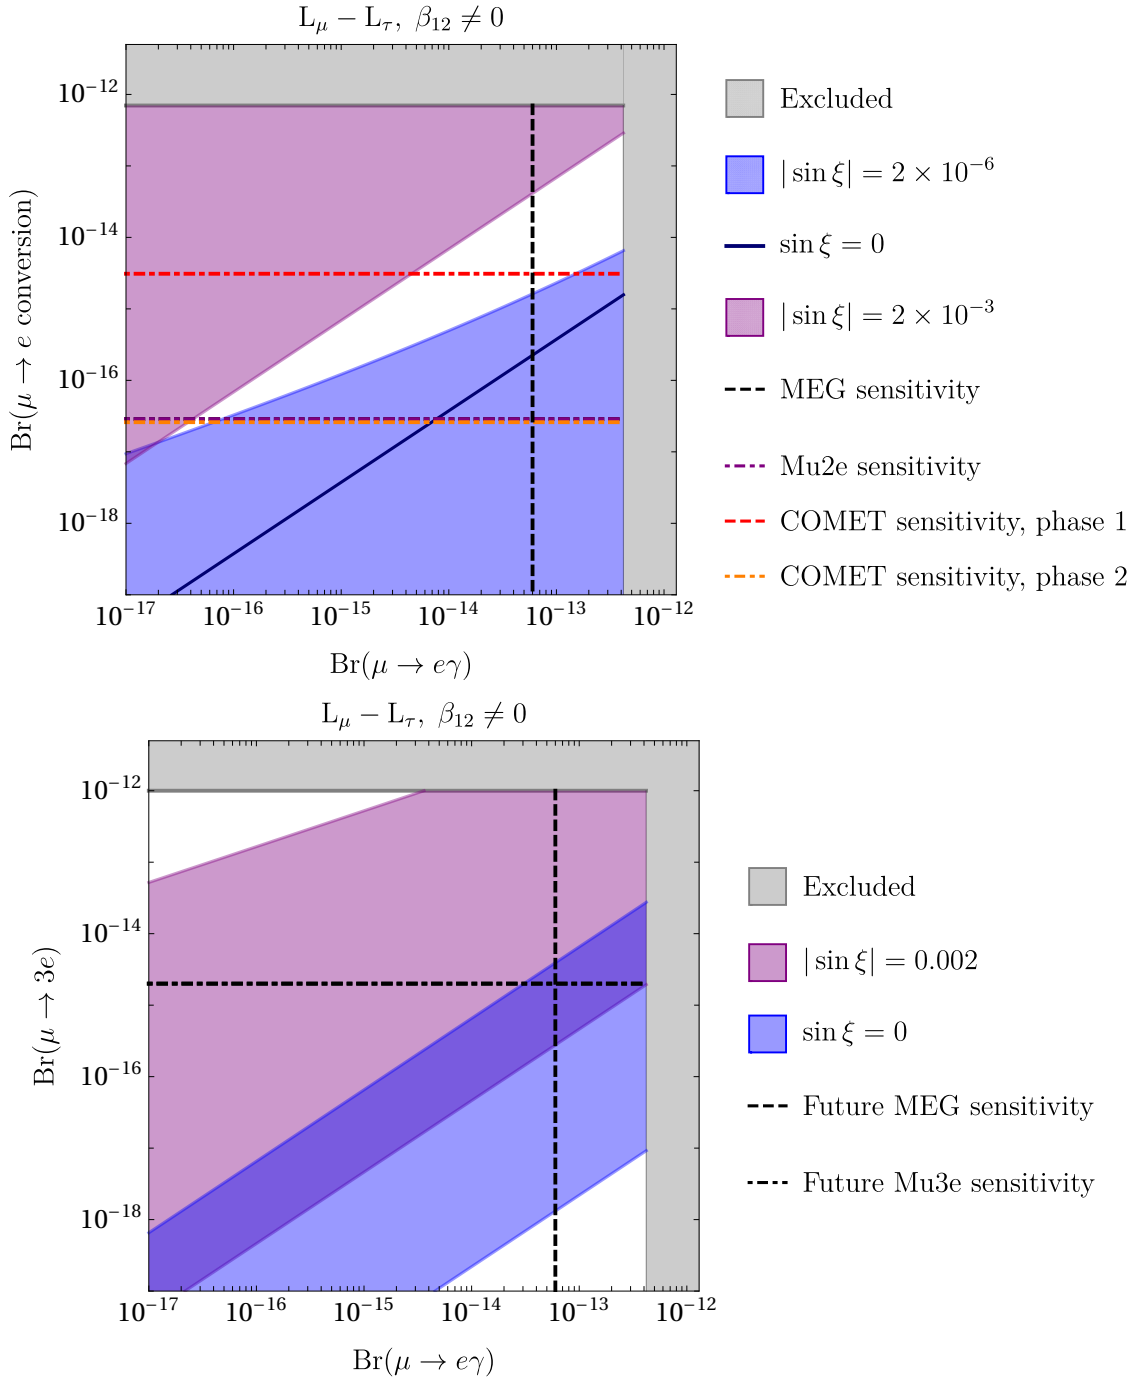 L_μ − L_τ, β_12 ≠ 0
Br(μ → e conversion)
10^−12
10^−14
10^−16
10^−18
10^−17 10^−16 10^−15 10^−14 10^−13 10^−12
Br(μ → eγ)
Excluded
| sin ξ| = 2 × 10^−6
sin ξ = 0
| sin ξ| = 2 × 10^−3
MEG sensitivity
Mu2e sensitivity
COMET sensitivity, phase 1
COMET sensitivity, phase 2
L_μ − L_τ, β_12 ≠ 0
Br(μ → 3e)
10^−12
10^−14
10^−16
10^−18
10^−17 10^−16 10^−15 10^−14 10^−13 10^−12
Br(μ → eγ)
Excluded
| sin ξ| = 0.002
sin ξ = 0
Future MEG sensitivity
Future Mu3e sensitivity